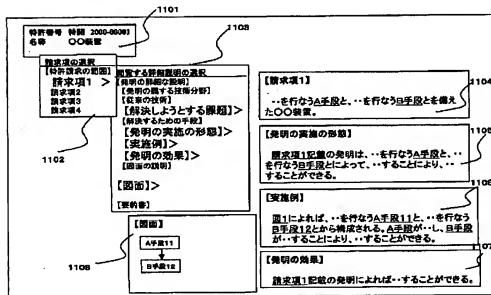 1101
特許番号 特開 2000-00001
名称 〇〇装置
1103
請求項の選択
[特許請求の範囲]
請求項1 >
請求項2
請求項3
請求項4
1102
閲覧する詳細説明の選択
[発明の詳細な説明]
[発明の属する技術分野]
[従来の技術]
[解決しようとする課題]>
[解決するための手段]
[発明の実施の形態]>
[実施例]>
[発明の効果]>
[図面の説明]
[図面]>
[要約書]
[請求項1]
1104
・・を行なうA手段と、・・を行なうB手段とを備え
た〇〇装置。
[発明の実施の形態]
請求項1記載の発明は、・・を行なうA手段と、・・
を行なうB手段とによって、・・することにより、・・
することができる。
[実施例]
図1によれば、・・を行なうA手段11と、・・を行なう
B手段12とから構成される。A手段が・・し、B手段
が・・することにより、・・することができる。
[発明の効果]
07
請求項1記載の発明によれば・・することができる。
[図面]
A手段11
B手段12
1108